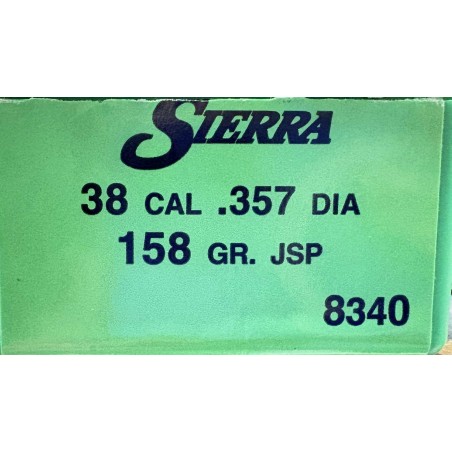 SIERRA
38 CAL .357 DIA
158 GR. JSP
8340